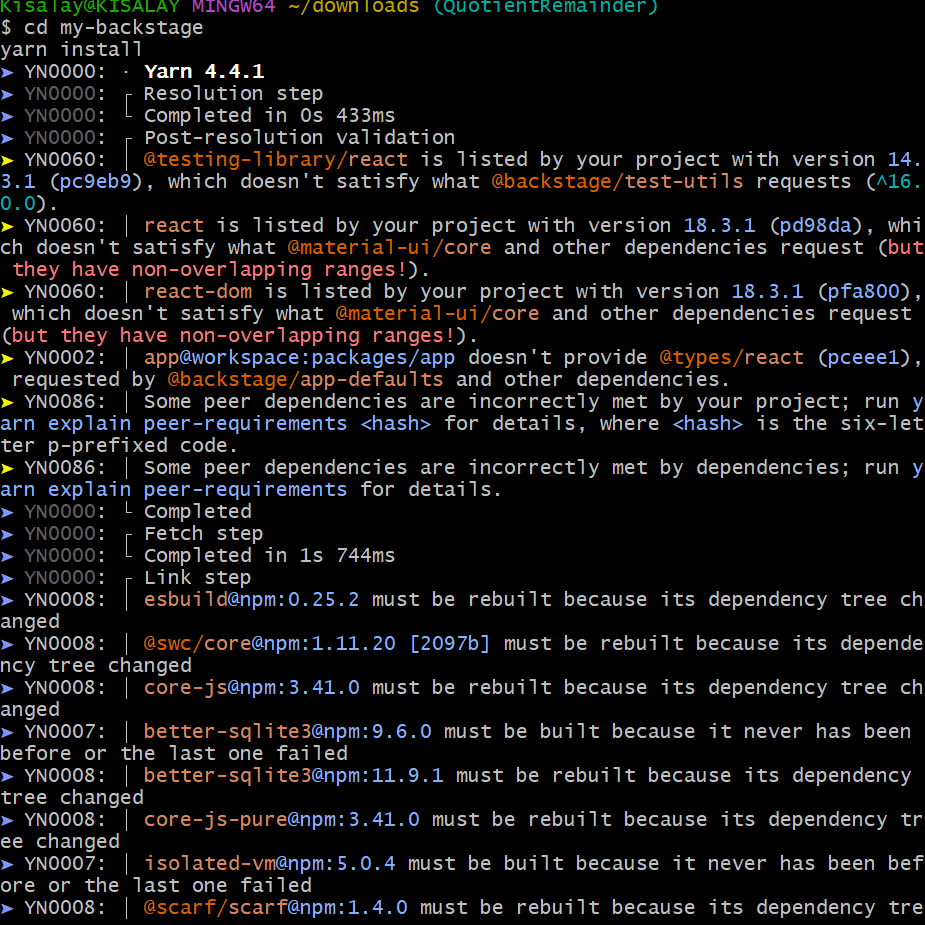 Kisalay@KISALAY MINGW64 ~/downloads (QuotientRemainder)
$ cd my-backstage
yarn install
➤ YN0000: · Yarn 4.4.1
➤ YN0000: ┌ Resolution step
➤ YN0000: └ Completed in 0s 433ms
➤ YN0000: ┌ Post-resolution validation
➤ YN0060: │ @testing-library/react is listed by your project with version 14.
3.1 (pc9eb9), which doesn't satisfy what @backstage/test-utils requests (^16.
0.0).
➤ YN0060: │ react is listed by your project with version 18.3.1 (pd98da), whi
ch doesn't satisfy what @material-ui/core and other dependencies request (but
 they have non-overlapping ranges!).
➤ YN0060: │ react-dom is listed by your project with version 18.3.1 (pfa800),
 which doesn't satisfy what @material-ui/core and other dependencies request
(but they have non-overlapping ranges!).
➤ YN0002: │ app@workspace:packages/app doesn't provide @types/react (pceee1),
 requested by @backstage/app-defaults and other dependencies.
➤ YN0086: │ Some peer dependencies are incorrectly met by your project; run y
arn explain peer-requirements <hash> for details, where <hash> is the six-let
ter p-prefixed code.
➤ YN0086: │ Some peer dependencies are incorrectly met by dependencies; run y
arn explain peer-requirements for details.
➤ YN0000: └ Completed
➤ YN0000: ┌ Fetch step
➤ YN0000: └ Completed in 1s 744ms
➤ YN0000: ┌ Link step
➤ YN0008: │ esbuild@npm:0.25.2 must be rebuilt because its dependency tree ch
anged
➤ YN0008: │ @swc/core@npm:1.11.20 [2097b] must be rebuilt because its depende
ncy tree changed
➤ YN0008: │ core-js@npm:3.41.0 must be rebuilt because its dependency tree ch
anged
➤ YN0007: │ better-sqlite3@npm:9.6.0 must be built because it never has been
before or the last one failed
➤ YN0008: │ better-sqlite3@npm:11.9.1 must be rebuilt because its dependency
tree changed
➤ YN0008: │ core-js-pure@npm:3.41.0 must be rebuilt because its dependency tr
ee changed
➤ YN0007: │ isolated-vm@npm:5.0.4 must be built because it never has been bef
ore or the last one failed
➤ YN0008: │ @scarf/scarf@npm:1.4.0 must be rebuilt because its dependency tre